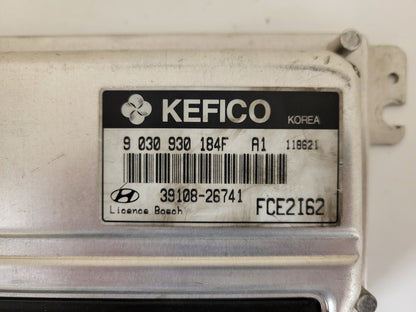 KEFICO KOREA
9 030 930 184F A1 118621
39108-26741
Licence Bosch FCE2I62